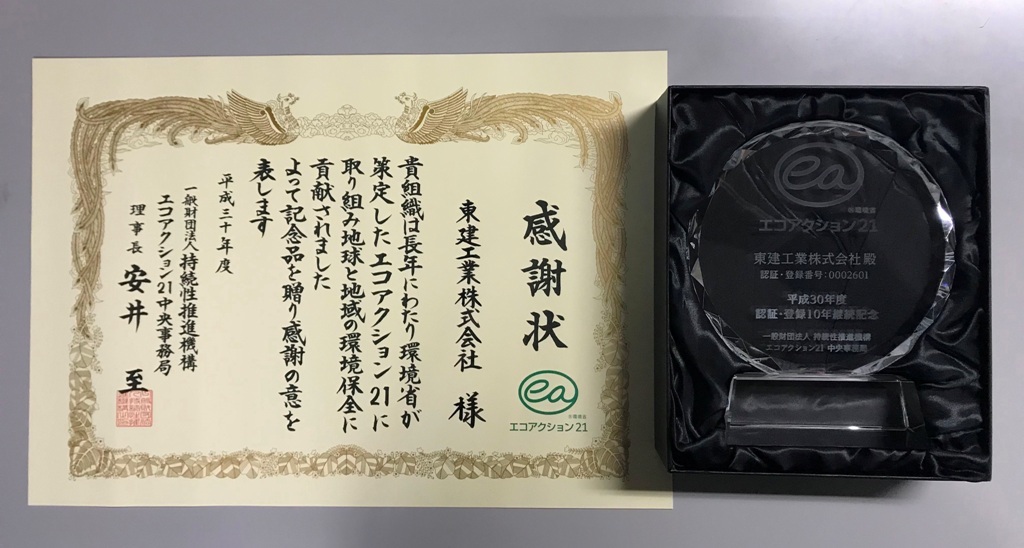 感謝状
東建工業株式会社 様
貴組織は長年にわたり環境省が
策定したエコアクション21に
取り組み地球と地域の環境保全に
貢献されました
よって記念品を贈り感謝の意を
表します
平成三十年度
一般財団法人持続性推進機構
エコアクション21中央事務局
理事長 安井 至
ea
©環境省
エコアクション21
ea
©環境省
エコアクション21
東建工業株式会社 殿
認証・登録番号:0002601
平成30年度
認証・登録10年継続記念
一般財団法人 持続性推進機構
エコアクション21 中央事務局